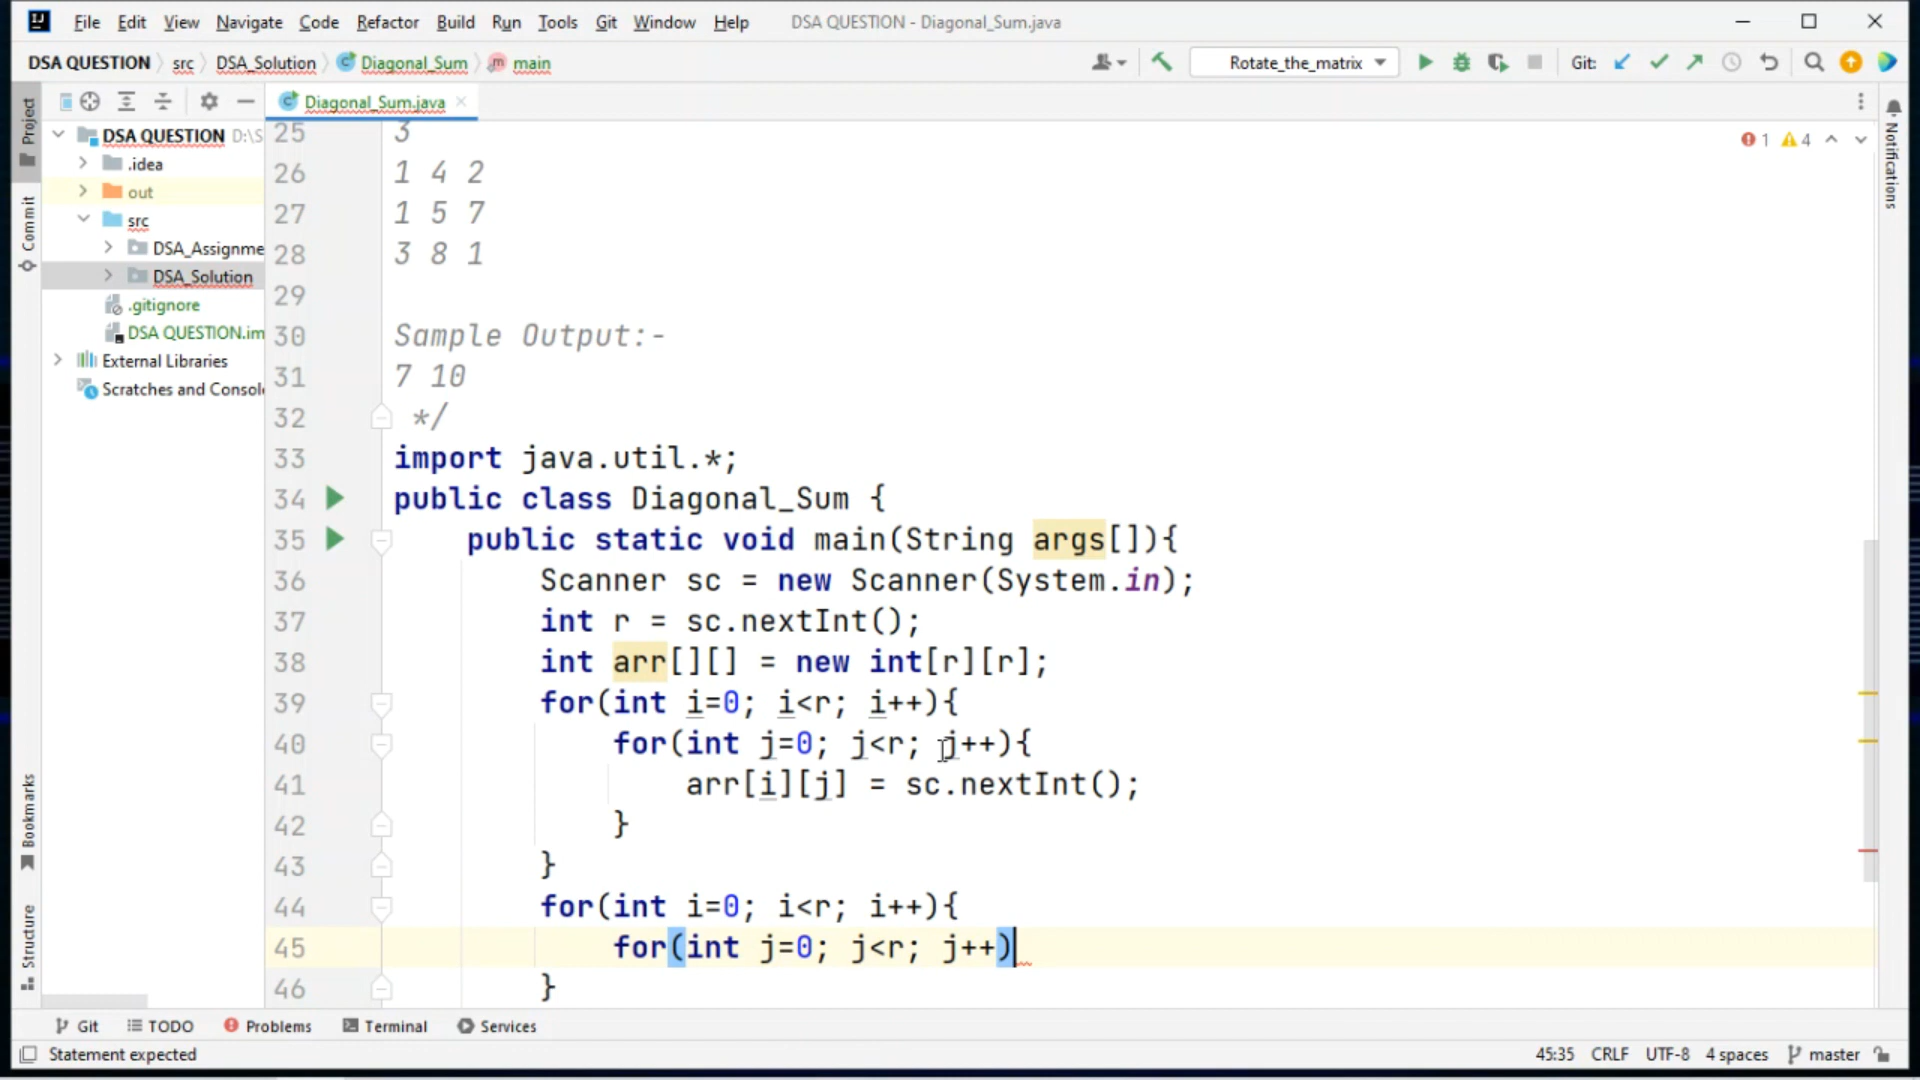 File Edit View Navigate Code Refactor Build Run Tools Git Window Help DSA QUESTION - Diagonal_Sum.java
DSA QUESTION src DSA_Solution Diagonal_Sum main Rotate_the_matrix Git:
Project
Commit
Bookmarks
Structure
DSA QUESTION D:\S
.idea
out
src
DSA_Assignme
DSA_Solution
.gitignore
DSA QUESTION.im
External Libraries
Scratches and Consol
Diagonal_Sum.java
1 4
Notifications
25 3
26 1 4 2
27 1 5 7
28 3 8 1
29
30 Sample Output:-
31 7 10
32 */
33 import java.util.*;
34 public class Diagonal_Sum {
35 public static void main(String args[]){
36 Scanner sc = new Scanner(System.in);
37 int r = sc.nextInt();
38 int arr[][] = new int[r][r];
39 for(int i=0; i<r; i++){
40 for(int j=0; j<r; j++){
41 arr[i][j] = sc.nextInt();
42 }
43 }
44 for(int i=0; i<r; i++){
45 for(int j=0; j<r; j++)
46 }
Git TODO Problems Terminal Services
Statement expected 45:35 CRLF UTF-8 4 spaces master